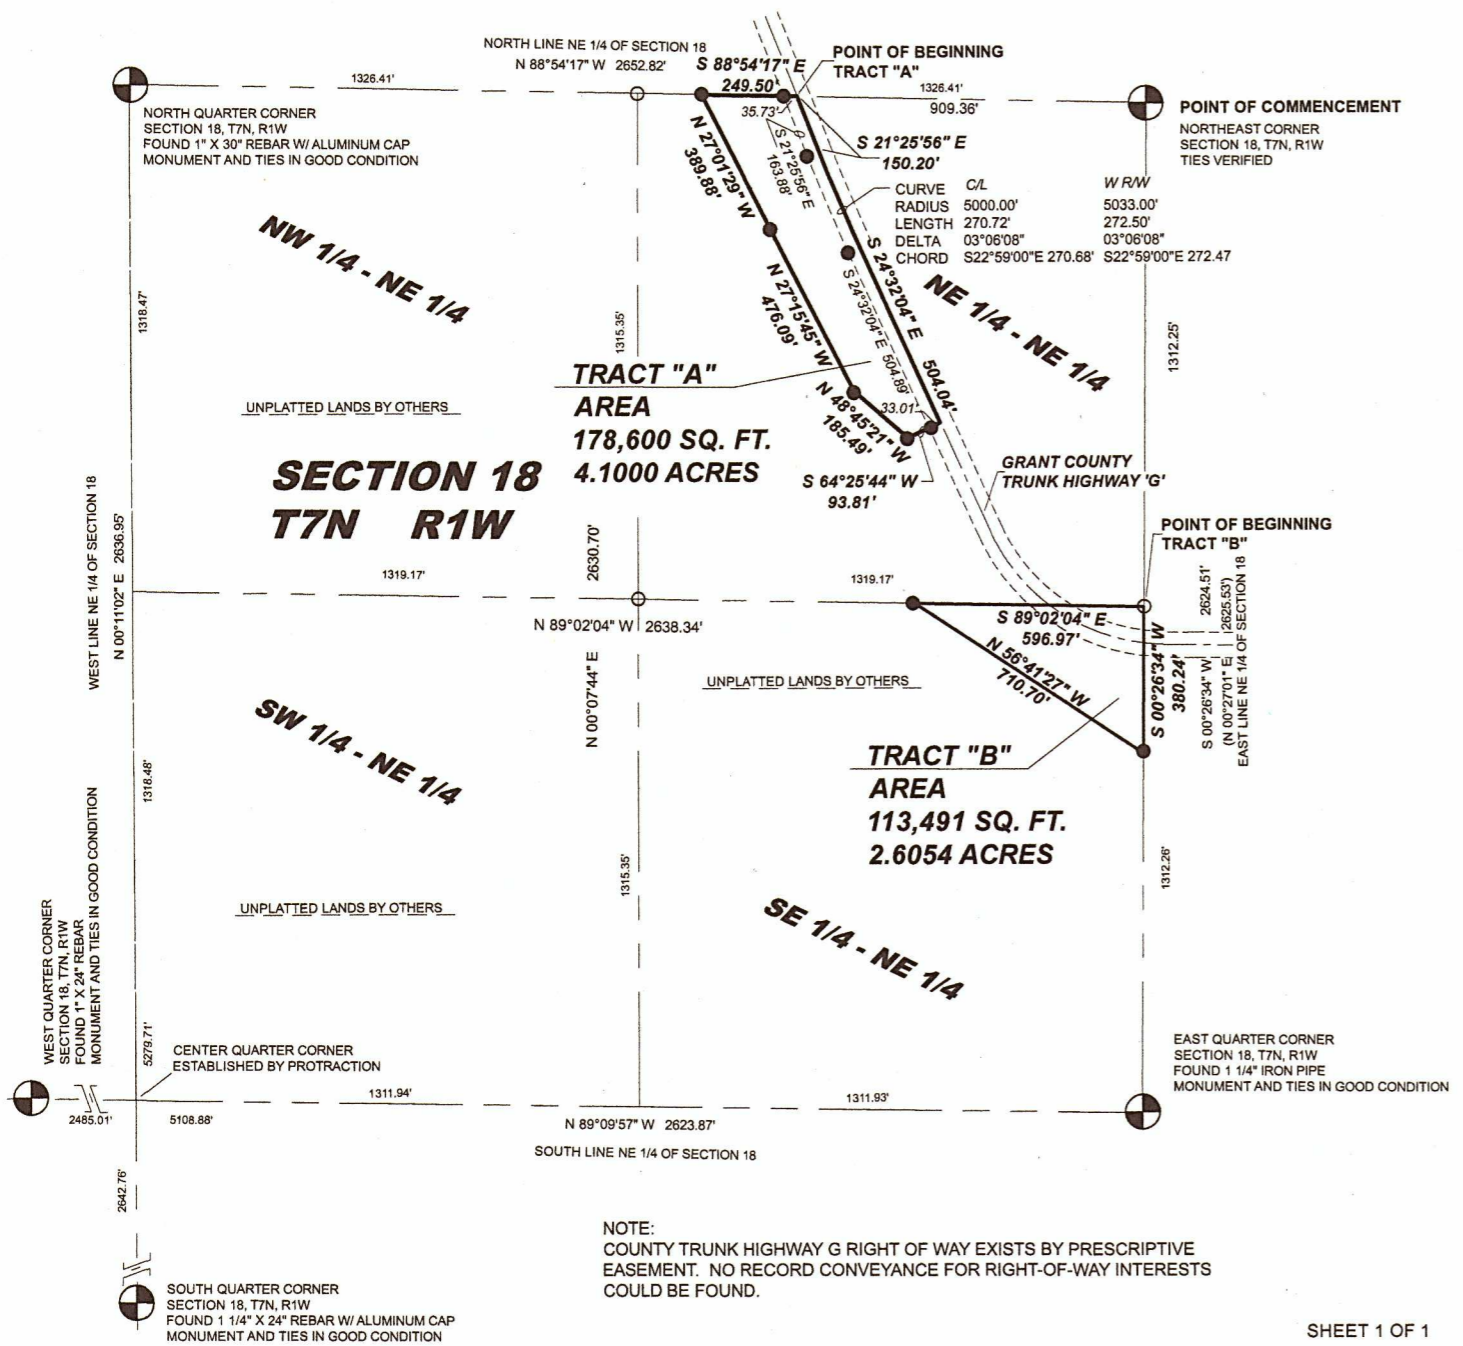 NORTH LINE NE 1/4 OF SECTION 18
N 88°54'17" W 2652.82'
S 88°54'17" E
249.50'
POINT OF BEGINNING
TRACT "A"
1326.41'
1326.41'
909.36'
POINT OF COMMENCEMENT
NORTHEAST CORNER
SECTION 18, T7N, R1W
TIES VERIFIED
NORTH QUARTER CORNER
SECTION 18, T7N, R1W
FOUND 1" X 30" REBAR W/ ALUMINUM CAP
MONUMENT AND TIES IN GOOD CONDITION
35.73'
S 21°25'56" E
163.88'
S 21°25'56" E
150.20'
N 27°01'29" W
389.88'
CURVE C/L W R/W
RADIUS 5000.00' 5033.00'
LENGTH 270.72' 272.50'
DELTA 03°06'08" 03°06'08"
CHORD S22°59'00"E 270.68' S22°59'00"E 272.47
NW 1/4 - NE 1/4
NE 1/4 - NE 1/4
S 24°32'04" E 504.04'
S 24°32'04" E 504.89'
N 27°15'45" W
476.09'
1318.47'
1315.35'
1312.25'
TRACT "A"
AREA
178,600 SQ. FT.
4.1000 ACRES
UNPLATTED LANDS BY OTHERS
33.01'
N 48°45'21" W
185.49'
S 64°25'44" W
93.81'
SECTION 18
T7N R1W
GRANT COUNTY
TRUNK HIGHWAY 'G'
POINT OF BEGINNING
TRACT "B"
WEST LINE NE 1/4 OF SECTION 18
N 00°11'02" E 2636.95'
2630.70'
N 00°07'44" E
1319.17'
1319.17'
N 89°02'04" W 2638.34'
S 89°02'04" E
596.97'
N 56°41'27" W
710.70'
S 00°26'34" W
380.24'
S 00°26'34" W 2624.51'
(N 00°27'01" E 2625.53')
EAST LINE NE 1/4 OF SECTION 18
UNPLATTED LANDS BY OTHERS
SW 1/4 - NE 1/4
TRACT "B"
AREA
113,491 SQ. FT.
2.6054 ACRES
1318.48'
1315.35'
1312.26'
UNPLATTED LANDS BY OTHERS
SE 1/4 - NE 1/4
WEST QUARTER CORNER
SECTION 18, T7N, R1W
FOUND 1" X 24" REBAR
MONUMENT AND TIES IN GOOD CONDITION
5279.71'
CENTER QUARTER CORNER
ESTABLISHED BY PROTRACTION
EAST QUARTER CORNER
SECTION 18, T7N, R1W
FOUND 1 1/4" IRON PIPE
MONUMENT AND TIES IN GOOD CONDITION
2485.01'
5108.88'
1311.94'
1311.93'
N 89°09'57" W 2623.87'
SOUTH LINE NE 1/4 OF SECTION 18
2642.76'
NOTE:
COUNTY TRUNK HIGHWAY G RIGHT OF WAY EXISTS BY PRESCRIPTIVE
EASEMENT. NO RECORD CONVEYANCE FOR RIGHT-OF-WAY INTERESTS
COULD BE FOUND.
SOUTH QUARTER CORNER
SECTION 18, T7N, R1W
FOUND 1 1/4" X 24" REBAR W/ ALUMINUM CAP
MONUMENT AND TIES IN GOOD CONDITION
SHEET 1 OF 1